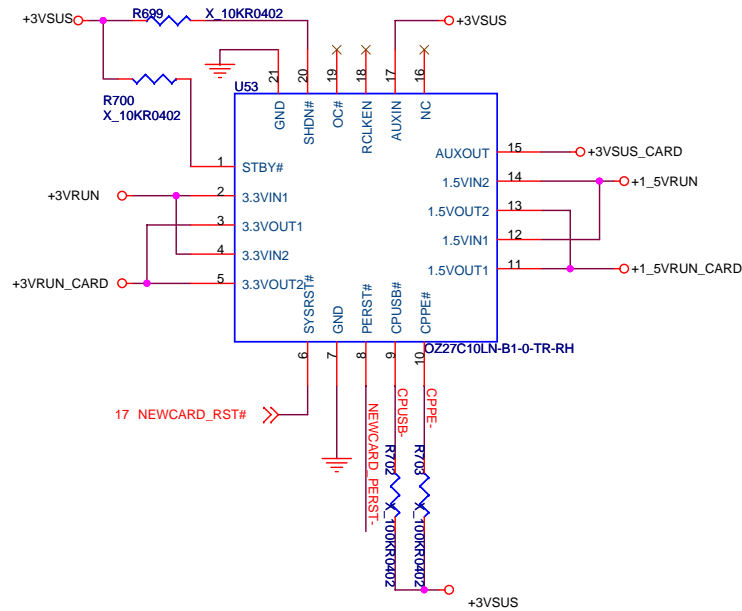 +3VSUS
R699
X_10KR0402
+3VSUS
R700
X_10KR0402
U53
21
20
19
18
17
16
GND
SHDN#
OC#
RCLKEN
AUXIN
NC
1
STBY#
+3VRUN
2
3.3VIN1
3
3.3VOUT1
4
3.3VIN2
+3VRUN_CARD
5
3.3VOUT2
AUXOUT
15
+3VSUS_CARD
1.5VIN2
14
+1_5VRUN
1.5VOUT2
13
1.5VIN1
12
1.5VOUT1
11
+1_5VRUN_CARD
SYSRST#
GND
PERST#
CPUSB#
CPPE#
OZ27C10LN-B1-0-TR-RH
6
7
8
9
10
17 NEWCARD_RST#
NEWCARD_PERST-
CPUSB-
CPPE-
R702
X_100KR0402
R703
X_100KR0402
+3VSUS